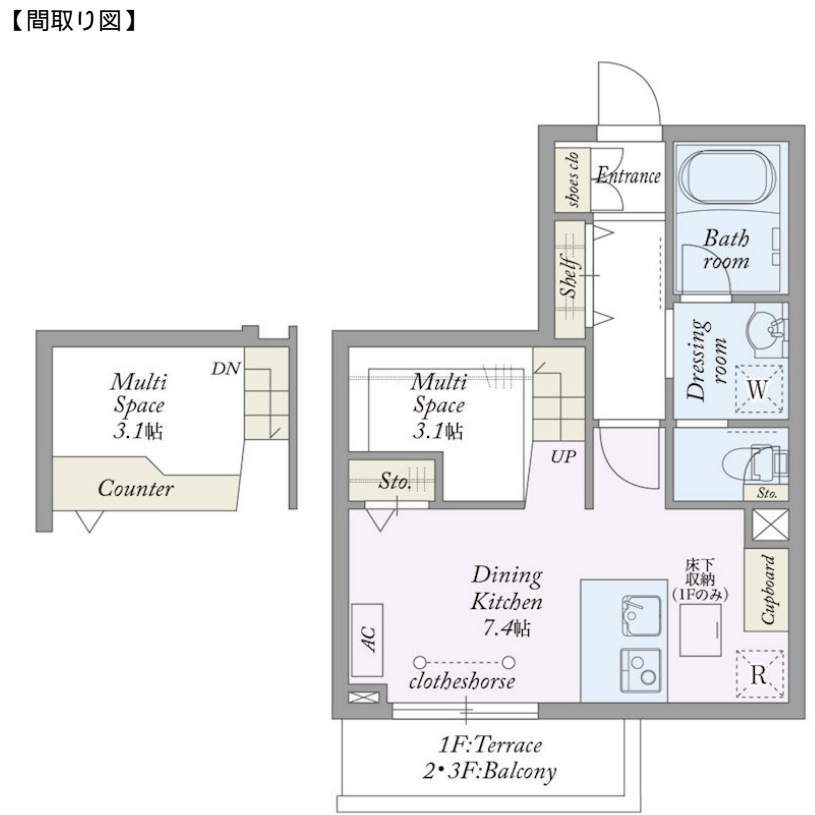 【間取り図】
Entrance
shoes clo
Bath
room
Shelf
Dressing
room
W
DN
Multi
Space
3.1帖
Multi
Space
3.1帖
UP
Counter
Sto.
Sto.
Dining
Kitchen
7.4帖
床下
収納
(1Fのみ)
Cupboard
AC
R
clotheshorse
1F:Terrace
2・3F:Balcony